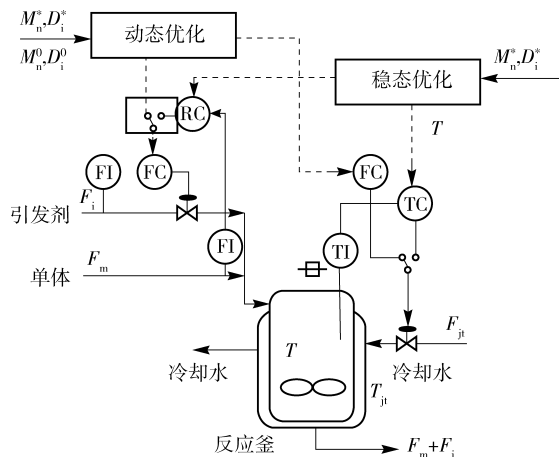 M*n,D*i
M0n,D0i
动态优化
稳态优化
M*n,D*i
T
RC
FI
FC
FC
TC
Fi
引发剂
FI
TI
Fm
单体
Fjt
冷却水
T
冷却水
Tjt
反应釜
Fm+Fi